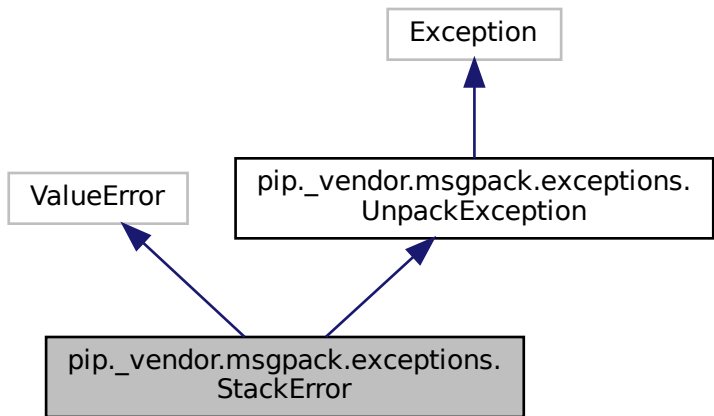 Exception
pip._vendor.msgpack.exceptions.
UnpackException
ValueError
pip._vendor.msgpack.exceptions.
StackError